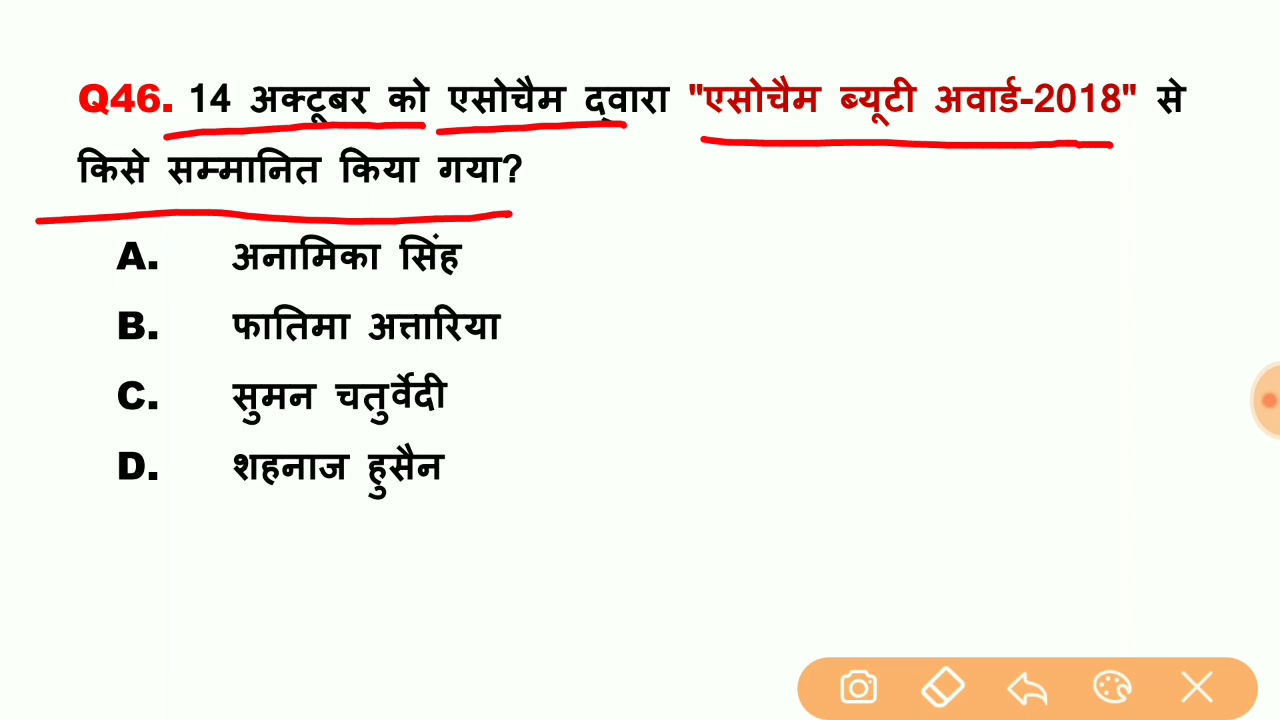 Q46. 14 अक्टूबर को एसोचैम द्वारा "एसोचैम ब्यूटी अवार्ड-2018" से
किसे सम्मानित किया गया?
A. अनामिका सिंह
B. फातिमा अत्तारिया
C. सुमन चतुर्वेदी
D. शहनाज हुसैन